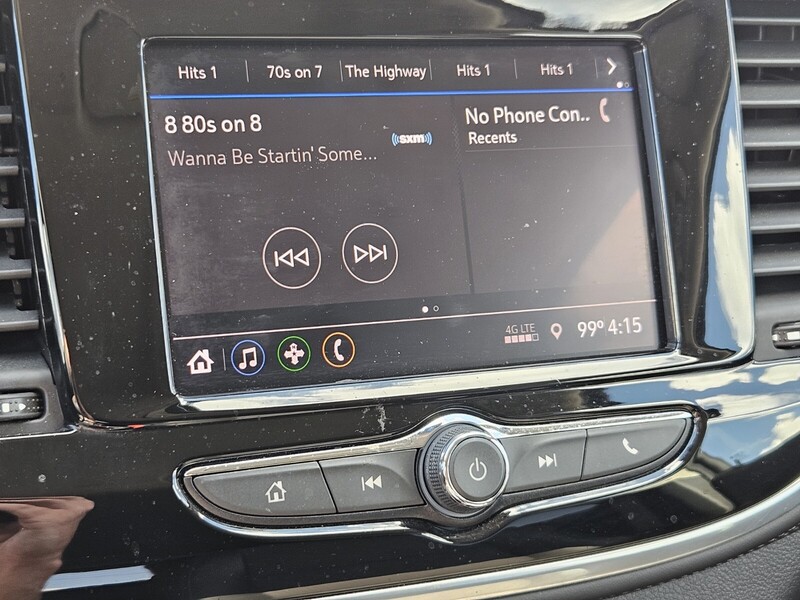 Hits 1 70s on 7 The Highway Hits 1 Hits 1
8 80s on 8
sxm
Wanna Be Startin' Some...
No Phone Con..
Recents
4G LTE
99° 4:15